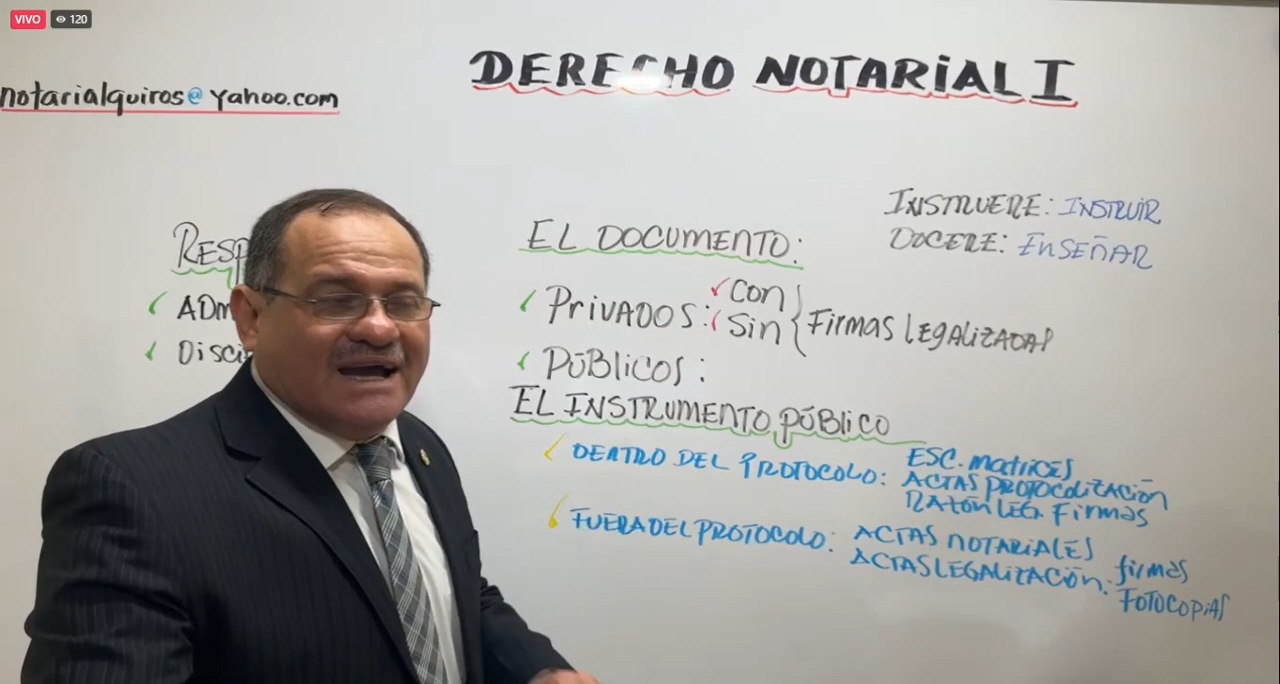 VIVO 120
DERECHO NOTARIAL I
notarialquiros@yahoo.com
INSTRUERE: INSTRUIR
DOCERE: ENSEÑAR
EL DOCUMENTO:
PrivADOS: con
sin
FIRMAS LEGALIZADAS
PÚBLICOS:
EL INSTRUMENTO PÚBLICO
DENTRO DEL PROTOCOLO: ESC. Matrices
ACTAS PROTOCOLIZACIÓN
RAZÓN LEG. Firmas
FUERA DEL PROTOCOLO: ACTAS NOTARIALES
ACTAS LEGALIZACIÓN: firmas
FOTOCOPIAS